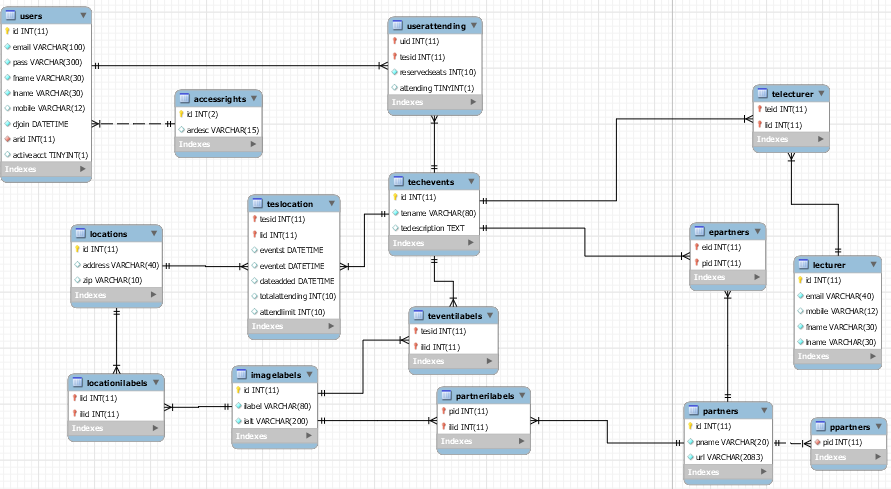 users
id INT(11)
email VARCHAR(100)
pass VARCHAR(300)
fname VARCHAR(30)
lname VARCHAR(30)
mobile VARCHAR(12)
djoin DATETIME
arid INT(11)
activeacct TINYINT(1)
Indexes
accessrights
id INT(2)
ardesc VARCHAR(15)
Indexes
userattending
uid INT(11)
tesid INT(11)
reservedseats INT(10)
attending TINYINT(1)
Indexes
telecturer
teid INT(11)
lid INT(11)
Indexes
techevents
id INT(11)
tename VARCHAR(80)
tedescription TEXT
Indexes
teslocation
tesid INT(11)
lid INT(11)
eventst DATETIME
eventet DATETIME
dateadded DATETIME
totalattending INT(10)
attendlimit INT(10)
Indexes
locations
id INT(11)
address VARCHAR(40)
zip VARCHAR(10)
Indexes
epartners
eid INT(11)
pid INT(11)
Indexes
lecturer
id INT(11)
email VARCHAR(40)
mobile VARCHAR(12)
fname VARCHAR(30)
lname VARCHAR(30)
Indexes
teventilabels
tesid INT(11)
ilid INT(11)
Indexes
locationilabels
lid INT(11)
ilid INT(11)
Indexes
imagelabels
id INT(11)
ilabel VARCHAR(80)
ialt VARCHAR(200)
Indexes
partnerilabels
pid INT(11)
ilid INT(11)
Indexes
partners
id INT(11)
pname VARCHAR(20)
url VARCHAR(2083)
Indexes
ppartners
pid INT(11)
Indexes